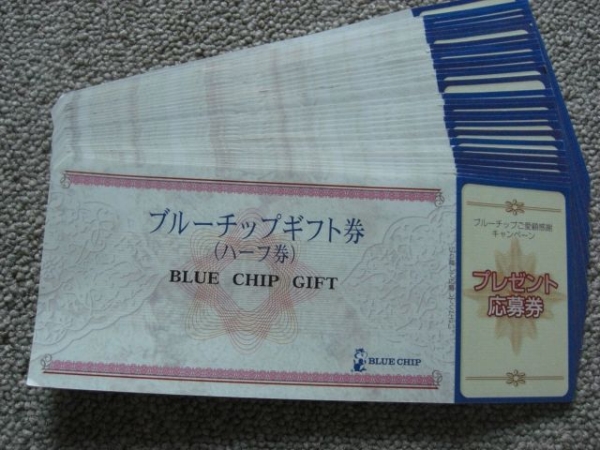 ブルーチップギフト券
(ハーフ券)
BLUE CHIP GIFT
BLUE CHIP
ブルーチップご愛顧感謝
キャンペーン
プレゼント
応募券